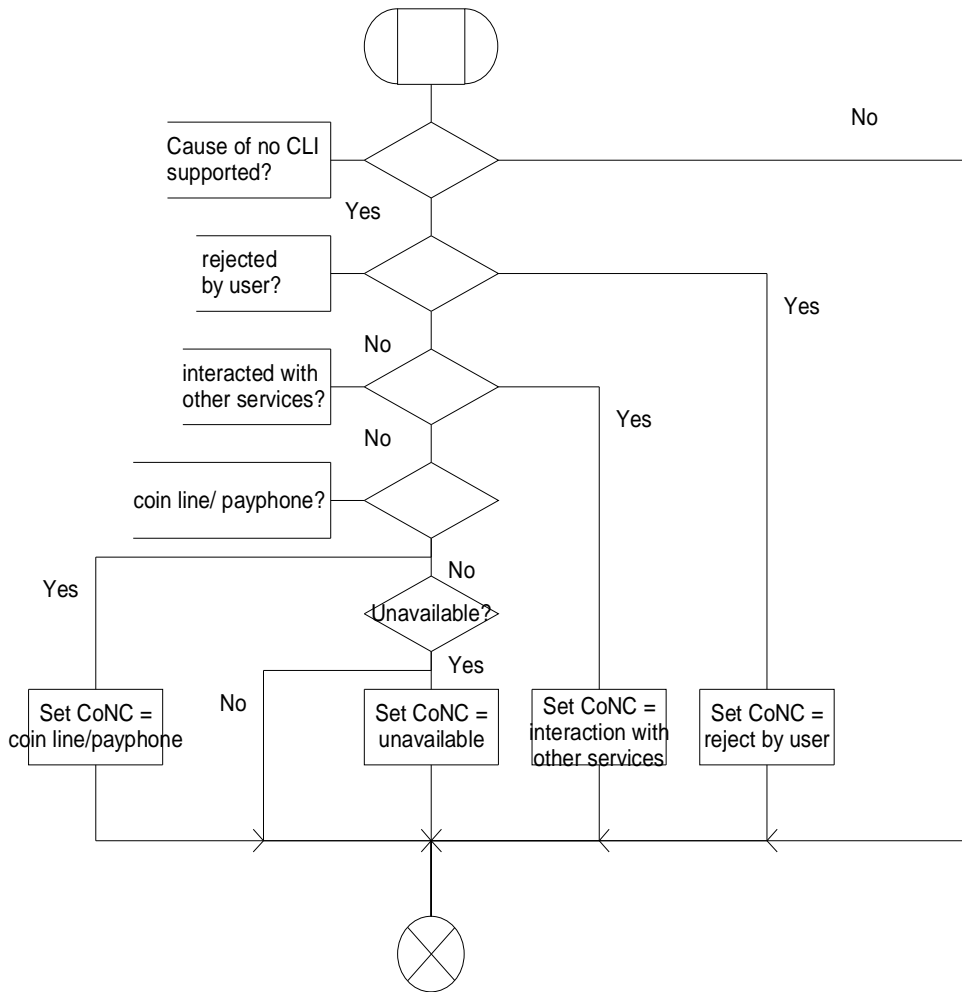 No
Cause of no CLI
supported?
Yes
rejected
by user?
Yes
No
interacted with
other services?
Yes
No
coin line/ payphone?
Yes
No
Unavailable?
Yes
No
Set CoNC =
coin line/payphone
Set CoNC =
unavailable
Set CoNC =
interaction with
other services
Set CoNC =
reject by user